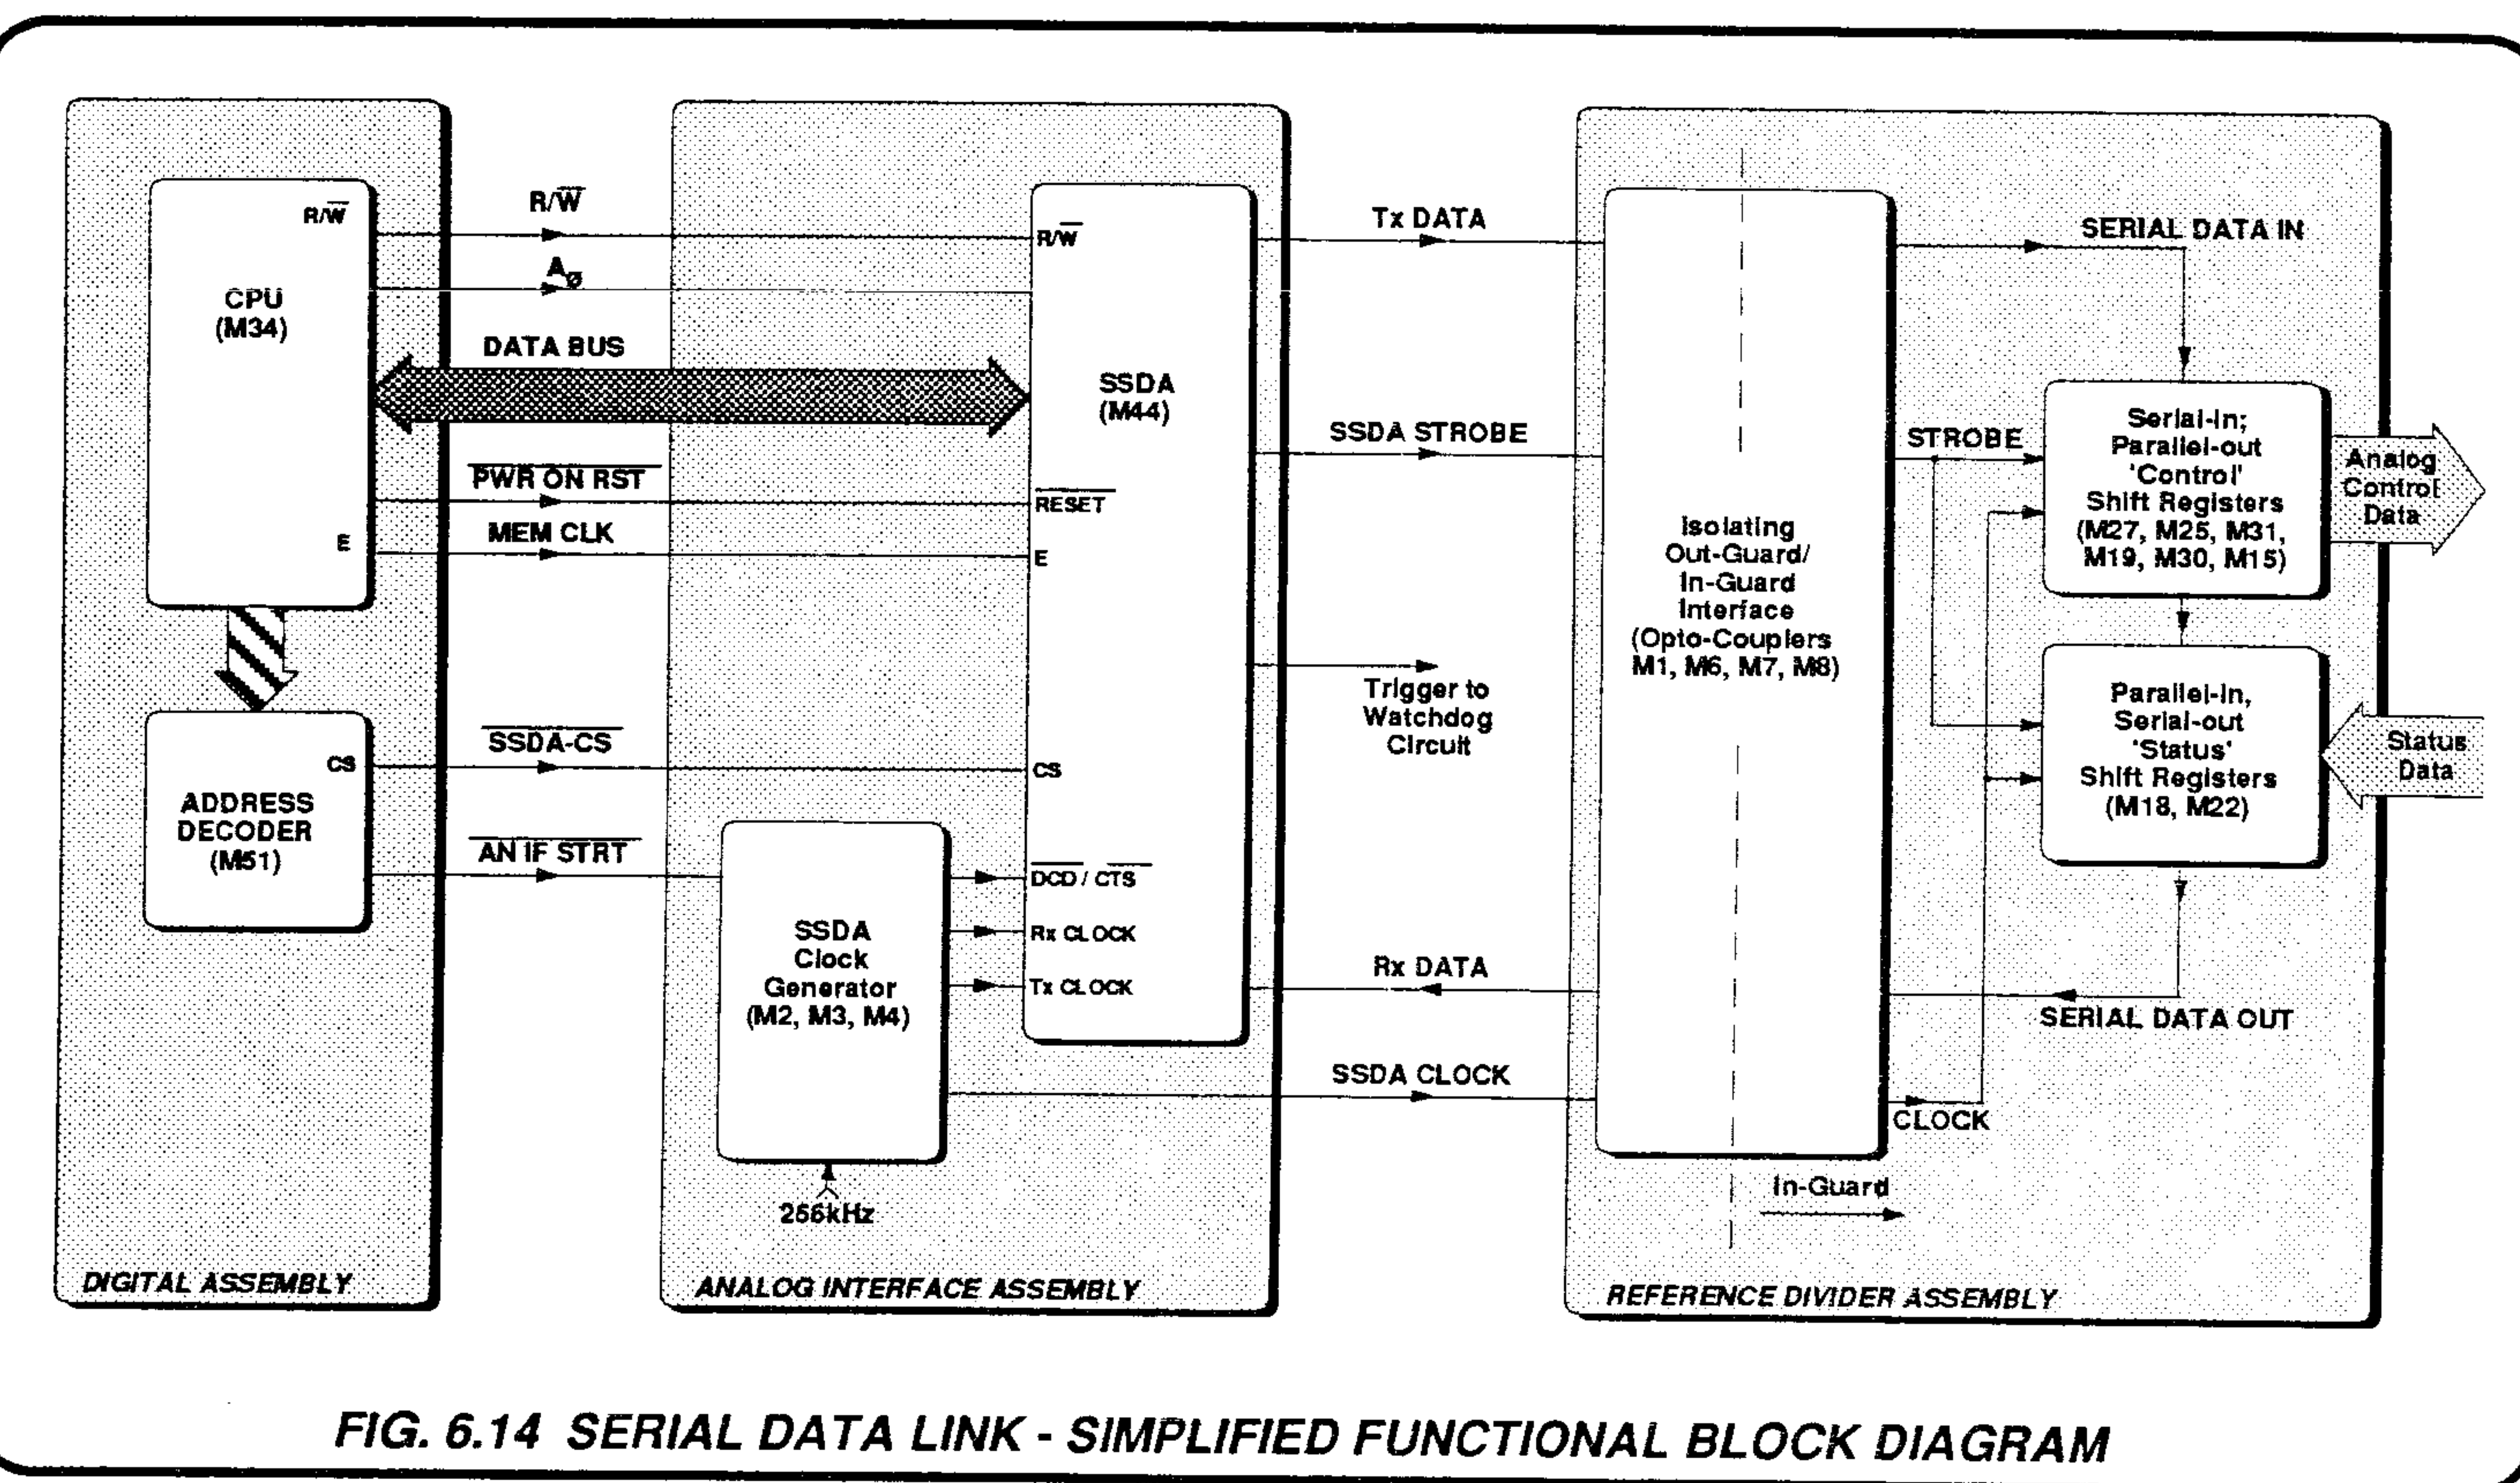 R/W̅
CPU
(M34)
E
CS
ADDRESS
DECODER
(M51)
DIGITAL ASSEMBLY
R/W̅
AØ
DATA BUS
PWR ON RST
MEM CLK
SSDA-CS
AN IF STRT
R/W̅
SSDA
(M44)
RESET
E
CS
DCD / CTS
Rx CLOCK
Tx CLOCK
SSDA
Clock
Generator
(M2, M3, M4)
256kHz
ANALOG INTERFACE ASSEMBLY
Tx DATA
SSDA STROBE
Trigger to
Watchdog
Circuit
Rx DATA
SSDA CLOCK
Isolating
Out-Guard/
In-Guard
Interface
(Opto-Couplers
M1, M6, M7, M8)
In-Guard
SERIAL DATA IN
STROBE
Serial-in;
Parallel-out
'Control'
Shift Registers
(M27, M25, M31,
M19, M30, M15)
Analog
Control
Data
Parallel-in,
Serial-out
'Status'
Shift Registers
(M18, M22)
Status
Data
SERIAL DATA OUT
CLOCK
REFERENCE DIVIDER ASSEMBLY
FIG. 6.14 SERIAL DATA LINK - SIMPLIFIED FUNCTIONAL BLOCK DIAGRAM